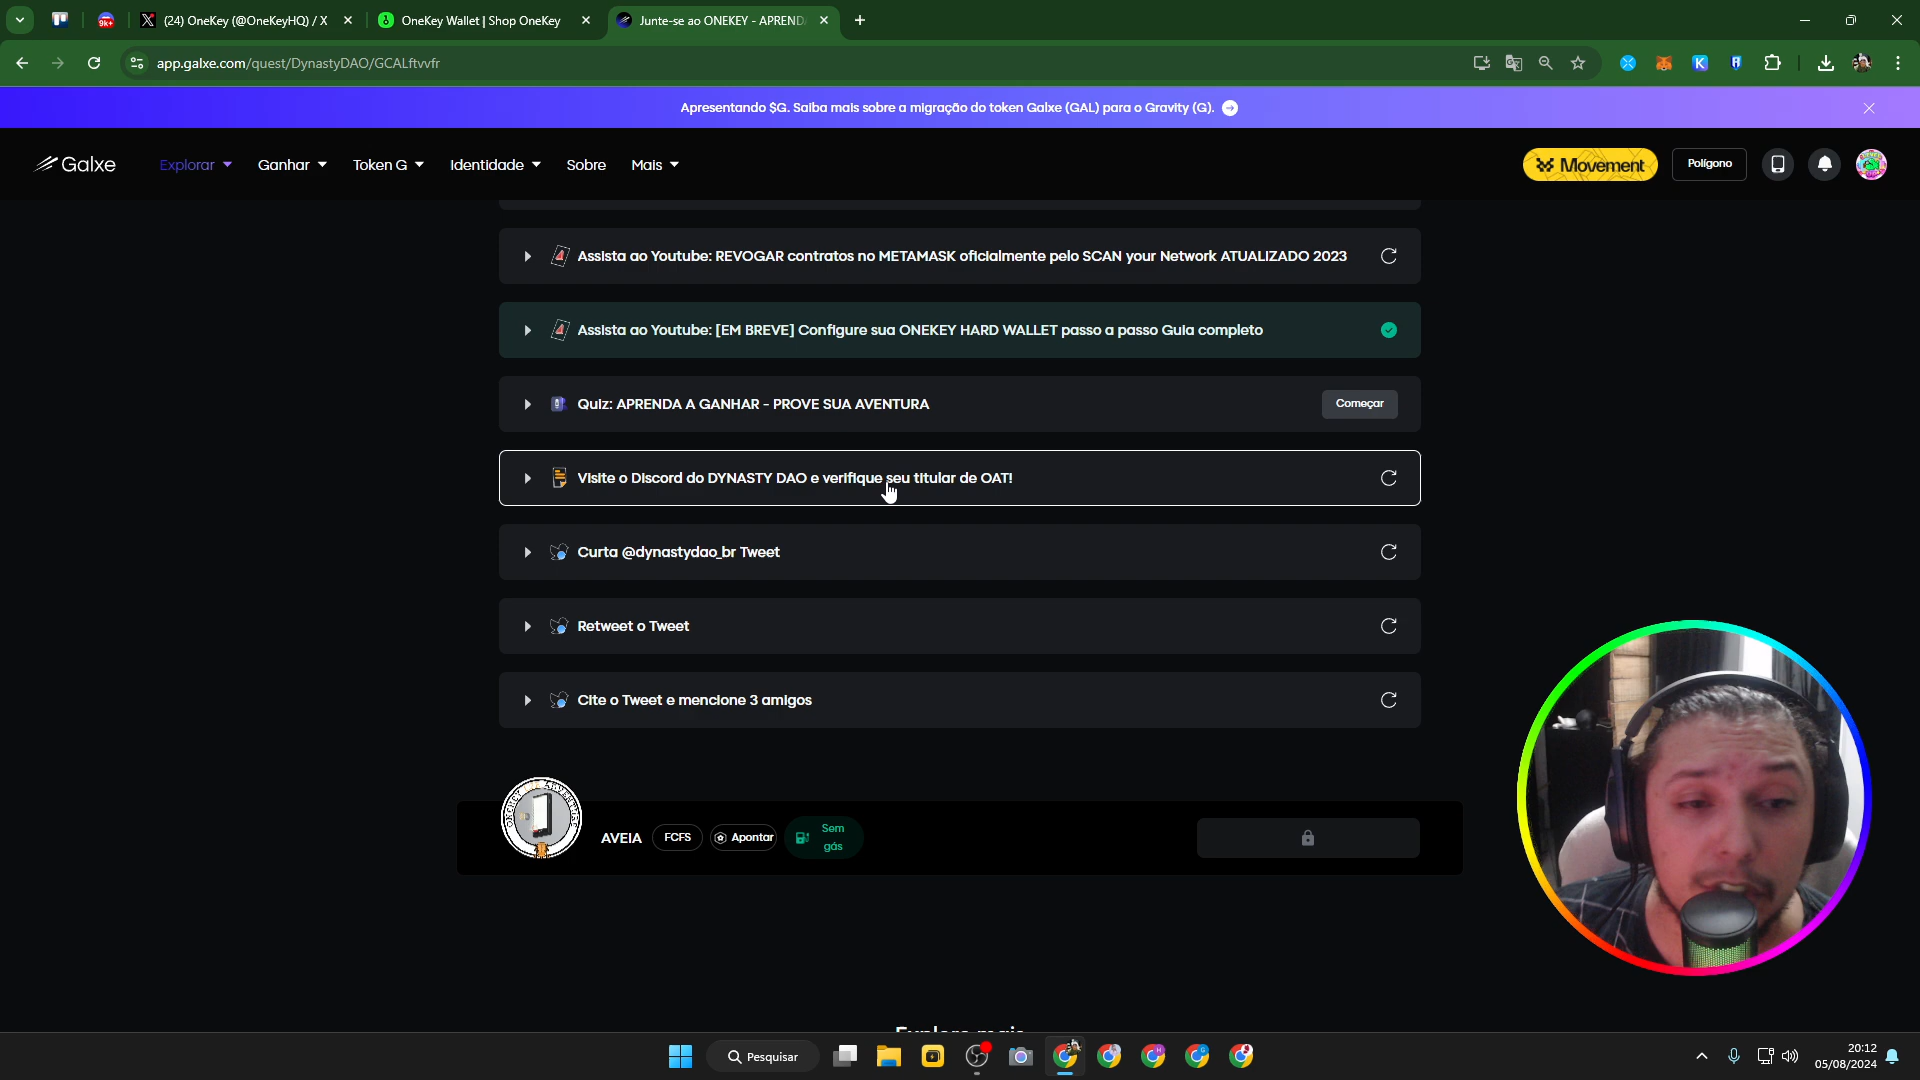 9k+
(24) OneKey (@OneKeyHQ) / X
OneKey Wallet | Shop OneKey
Junte-se ao ONEKEY - APREND
app.galxe.com/quest/DynastyDAO/GCALftvvfr
Apresentando $G. Saiba mais sobre a migração do token Galxe (GAL) para o Gravity (G).
Galxe
Explorar
Ganhar
Token G
Identidade
Sobre
Mais
Movement
Polígono
Assista ao Youtube: REVOGAR contratos no METAMASK oficialmente pelo SCAN your Network ATUALIZADO 2023
Assista ao Youtube: [EM BREVE] Configure sua ONEKEY HARD WALLET passo a passo Guia completo
Quiz: APRENDA A GANHAR - PROVE SUA AVENTURA
Começar
Visite o Discord do DYNASTY DAO e verifique seu titular de OAT!
Curta @dynastydao_br Tweet
Retweet o Tweet
Cite o Tweet e mencione 3 amigos
AVEIA
FCFS
Apontar
Sem
gás
Explore mais
Pesquisar
20:12
05/08/2024